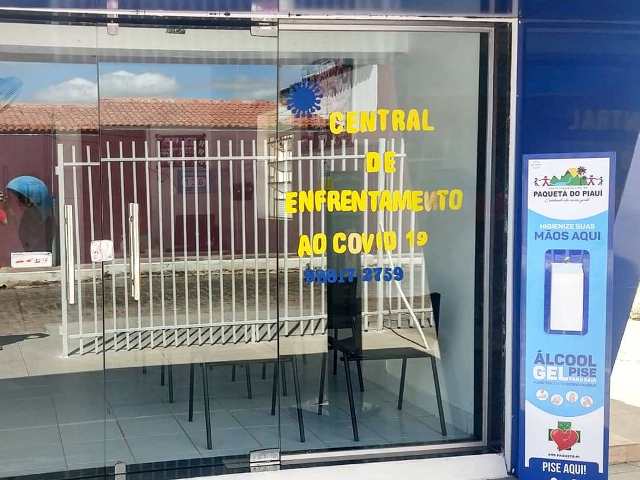 CENTRAL
DE
ENFRENTAMENTO
AO COVID 19
PAQUETÁ DO PIAUÍ
HIGIENIZE SUAS
MÃOS AQUI
ÁLCOOL
GEL PISE
PISE AQUI!